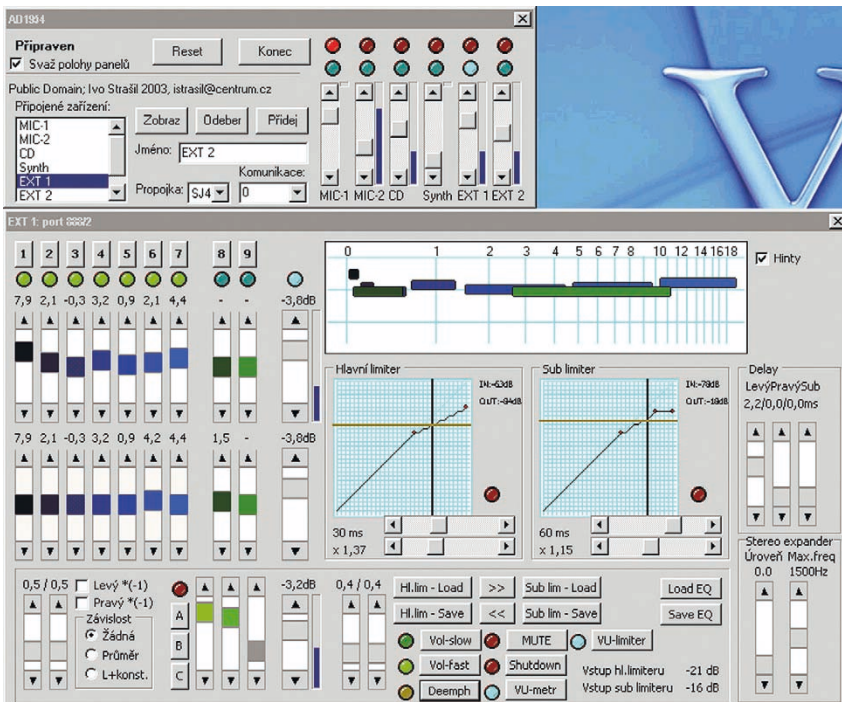 AD1954
Připraven
Reset
Konec
Svaž polohy panelů
Public Domain; Ivo Strašil 2003, istrasil@centrum.cz
Připojené zařízení:
MIC-1
MIC-2
CD
Synth
EXT 1
EXT 2
Zobraz
Odeber
Přidej
Jméno: EXT 2
Komunikace:
Propojka: SJ4 0
MIC-1 MIC-2 CD Synth EXT 1 EXT 2
EXT 1: port 888/2
1 2 3 4 5 6 7 8 9
7,9 2,1 -0,3 3,2 0,9 2,1 4,4 - - -3,8dB
0 1 2 3 4 5 6 7 8 10 12 14 16 18
Hinty
7,9 2,1 -0,3 3,2 0,9 4,2 4,4 1,5 - -3,8dB
Hlavní limiter
30 ms
x 1,37
Sub limiter
60 ms
x 1,15
Delay
LevýPravýSub
2,2/0,0/0,0ms
Stereo expander
Úroveň Max.freq
0.0 1500Hz
0,5 / 0,5
Levý *(-1)
Pravý *(-1)
Závislost
Žádná
Průměr
L+konst.
A
B
C
-3,2dB
0,4 / 0,4
Hl.lim - Load >> Sub lim - Load Load EQ
Hl.lim - Save << Sub lim - Save Save EQ
Vol-slow MUTE VU-limiter
Vol-fast Shutdown
Deemph VU-metr
Vstup hl.limiteru -21 dB
Vstup sub limiteru -16 dB